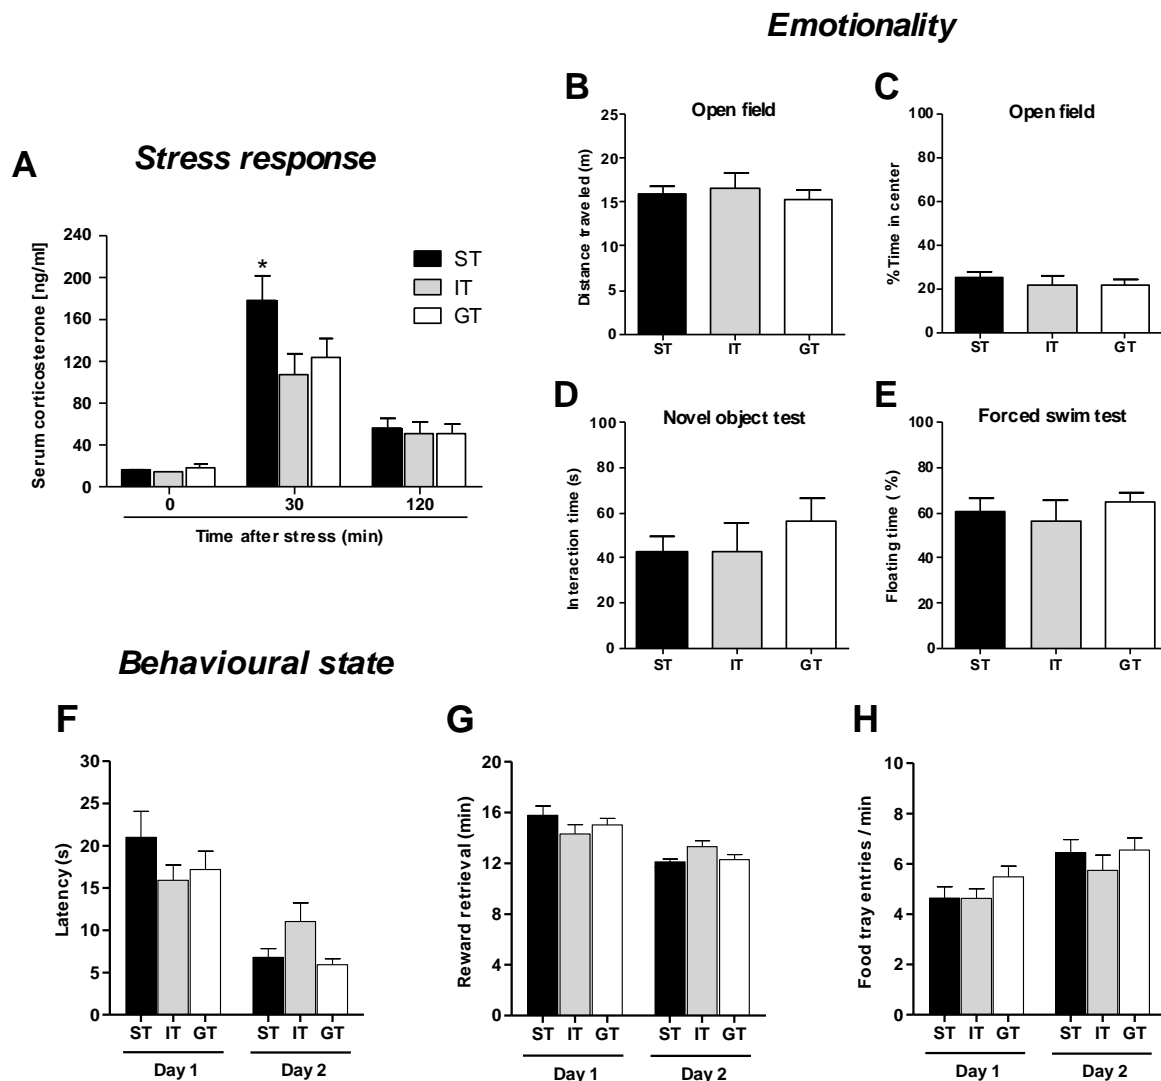 Emotionality
Stress response
A
240
200
160
120
80
40
0
Serum corticosterone [ng/ml]
*
ST
IT
GT
0 30 120
Time after stress (min)
B
Open field
25
20
15
10
5
0
Distance traveled (m)
ST IT GT
C
Open field
100
80
60
40
20
0
% Time in center
ST IT GT
D
Novel object test
100
80
60
40
20
0
Interaction time (s)
ST IT GT
E
Forced swim test
100
80
60
40
20
0
Floating time (%)
ST IT GT
Behavioural state
F
30
25
20
15
10
5
0
Latency (s)
ST IT GT ST IT GT
Day 1 Day 2
G
20
16
12
8
4
0
Reward retrieval (min)
ST IT GT ST IT GT
Day 1 Day 2
H
10
8
6
4
2
0
Food tray entries / min
ST IT GT ST IT GT
Day 1 Day 2